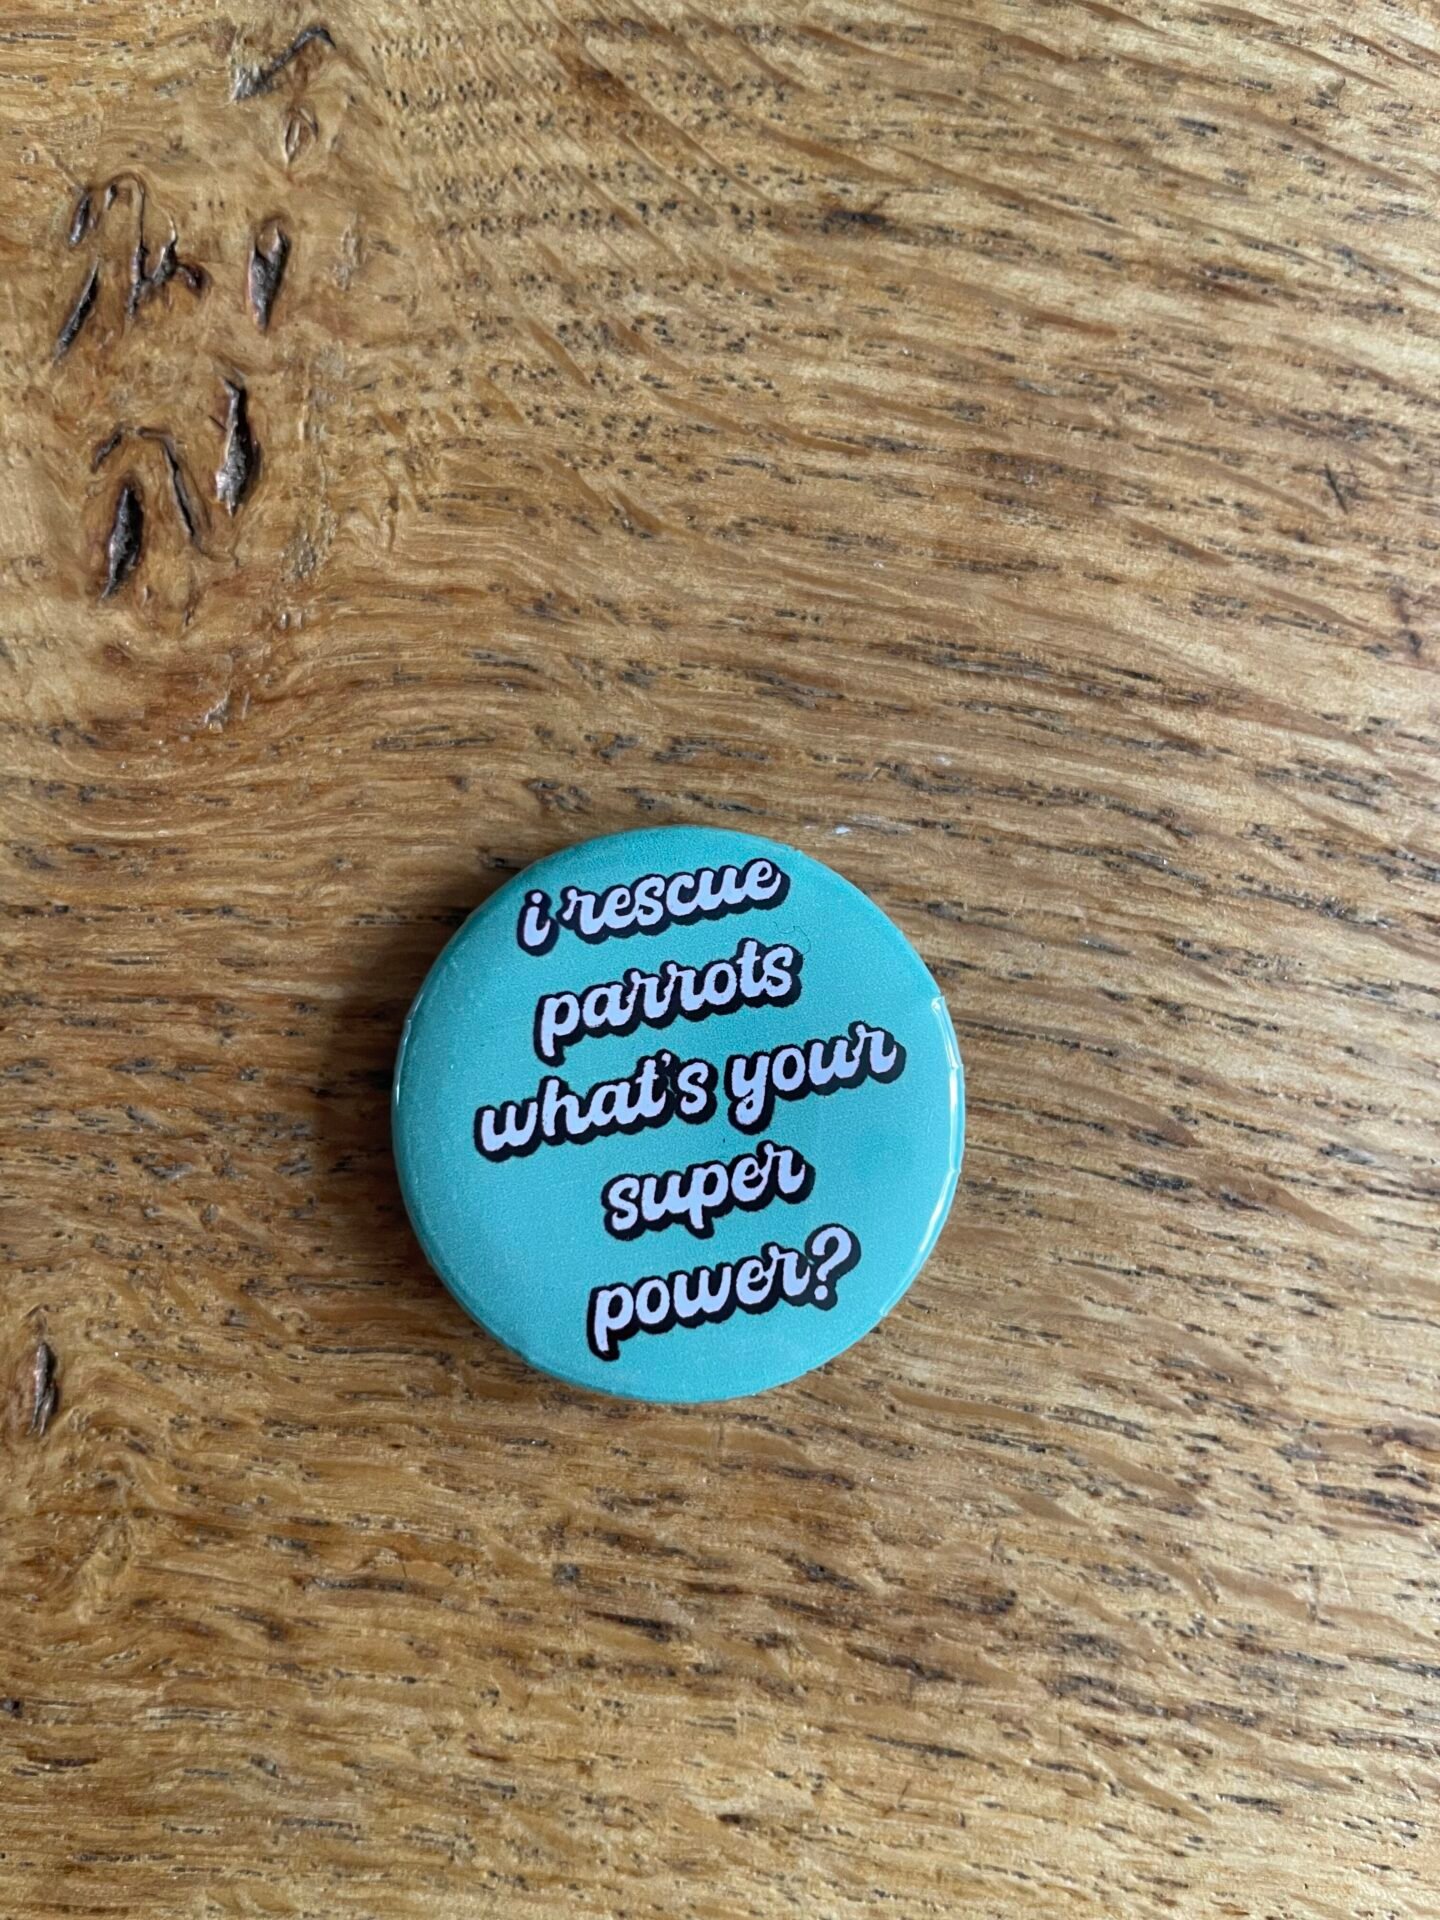 i rescue
parrots
what's your
super
power?